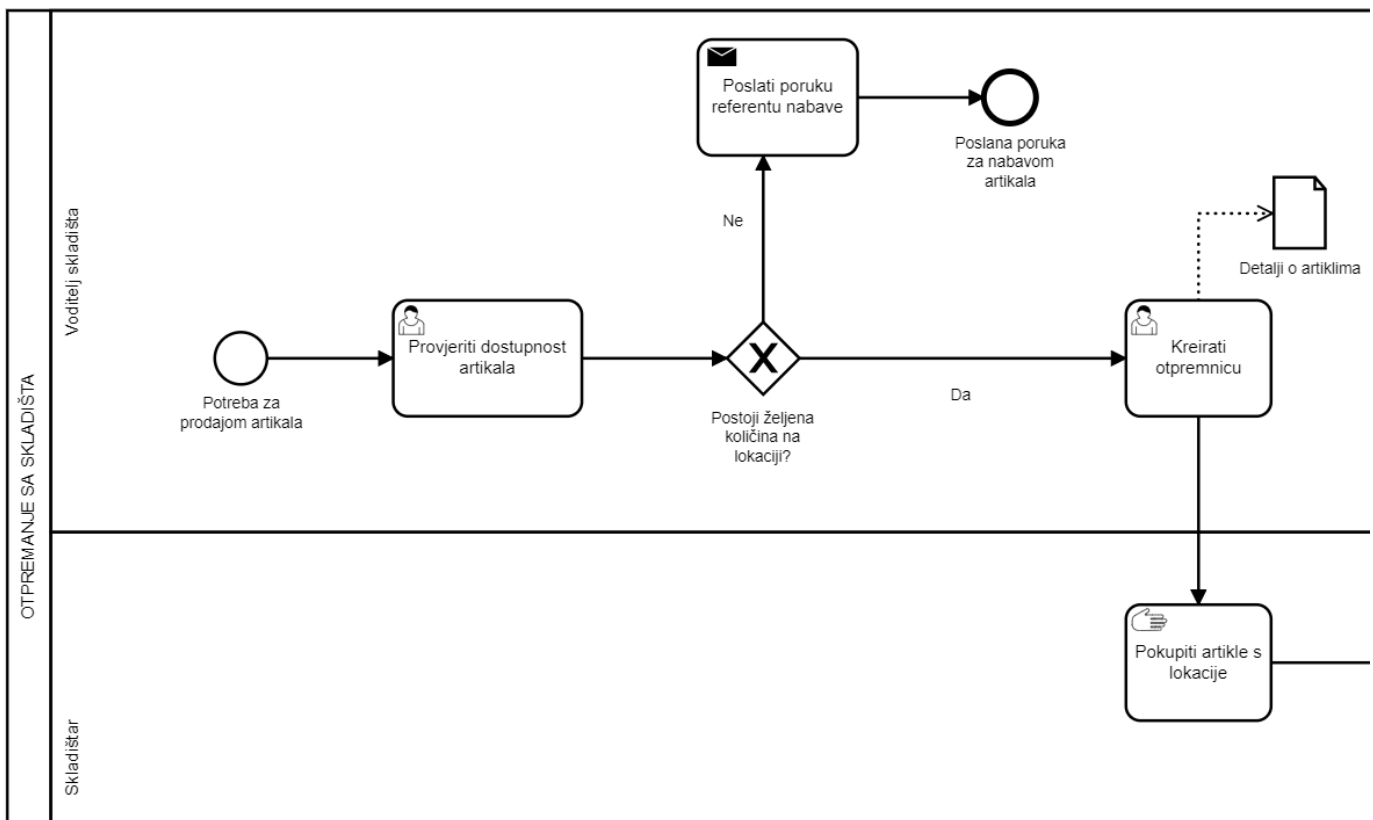 OTPREMANJE SA SKLADIŠTA
Voditelj skladišta
Potreba za
prodajom artikala
Provjeriti dostupnost
artikala
Postoji željena
količina na
lokaciji?
Ne
Poslati poruku
referentu nabave
Poslana poruka
za nabavom
artikala
Da
Kreirati
otpremnicu
Detalji o artiklima
Skladištar
Pokupiti artikle s
lokacije